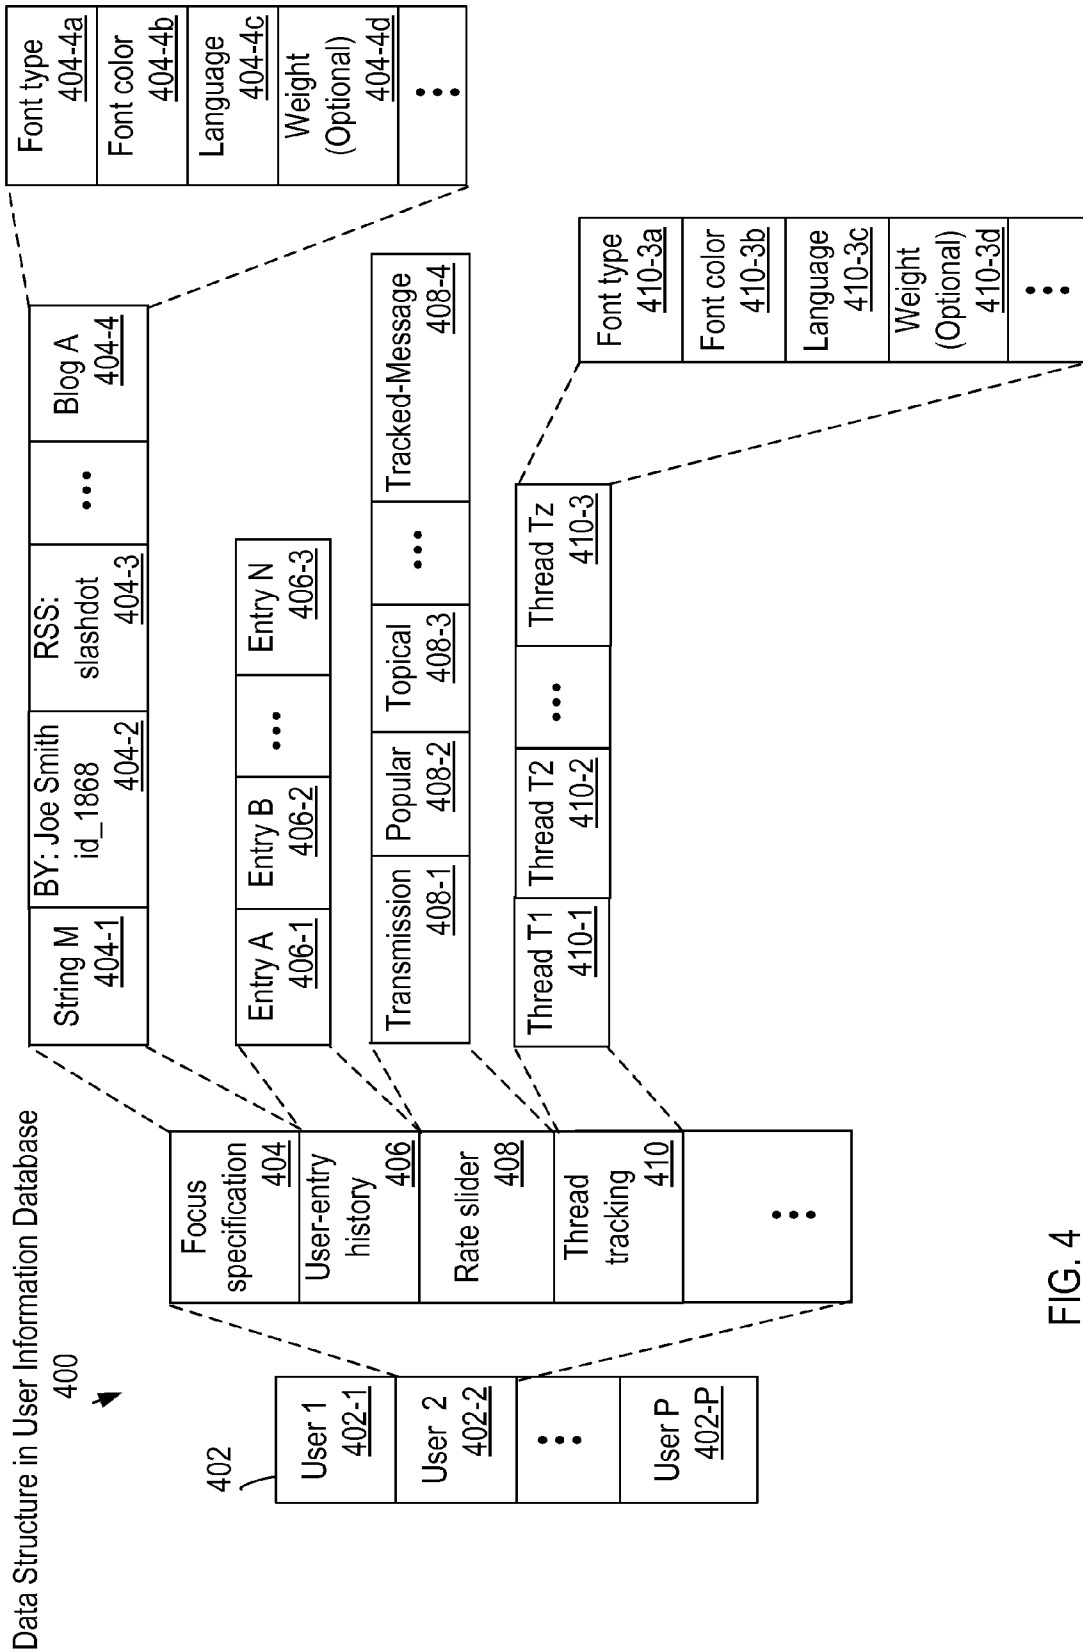 Data Structure in User Information Database
400
402
User 1
402-1
User 2
402-2
•••
User P
402-P
Focus
specification
404
User-entry
history
406
Rate slider
408
Thread
tracking
410
•••
String M
404-1
BY: Joe Smith
id_1868
404-2
RSS:
slashdot
404-3
•••
Blog A
404-4
Entry A
406-1
Entry B
406-2
•••
Entry N
406-3
Transmission
408-1
Popular
408-2
Topical
408-3
•••
Tracked-Message
408-4
Thread T1
410-1
Thread T2
410-2
•••
Thread Tz
410-3
Font type
404-4a
Font color
404-4b
Language
404-4c
Weight
(Optional)
404-4d
•••
Font type
410-3a
Font color
410-3b
Language
410-3c
Weight
(Optional)
410-3d
•••
FIG. 4